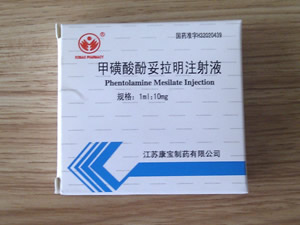 国药准字H32020439
甲磺酸酚妥拉明注射液
Phentolamine Mesilate Injection
规格：1ml:10mg
江苏康宝制药有限公司